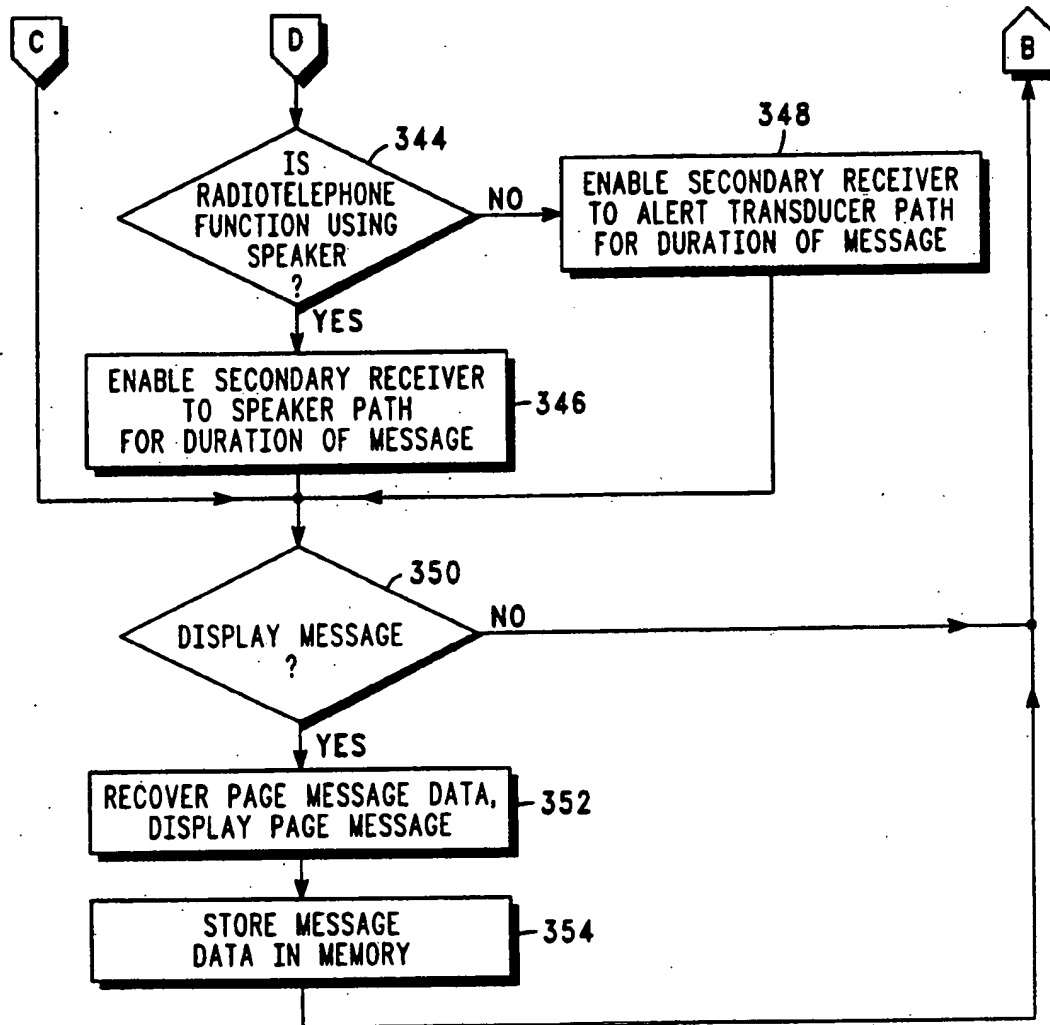 C
D
B
IS
RADIOTELEPHONE
FUNCTION USING
SPEAKER
?
344
NO
348
ENABLE SECONDARY RECEIVER
TO ALERT TRANSDUCER PATH
FOR DURATION OF MESSAGE
YES
ENABLE SECONDARY RECEIVER
TO SPEAKER PATH
FOR DURATION OF MESSAGE
346
350
DISPLAY MESSAGE
?
NO
YES
RECOVER PAGE MESSAGE DATA,
DISPLAY PAGE MESSAGE
352
STORE MESSAGE
DATA IN MEMORY
354